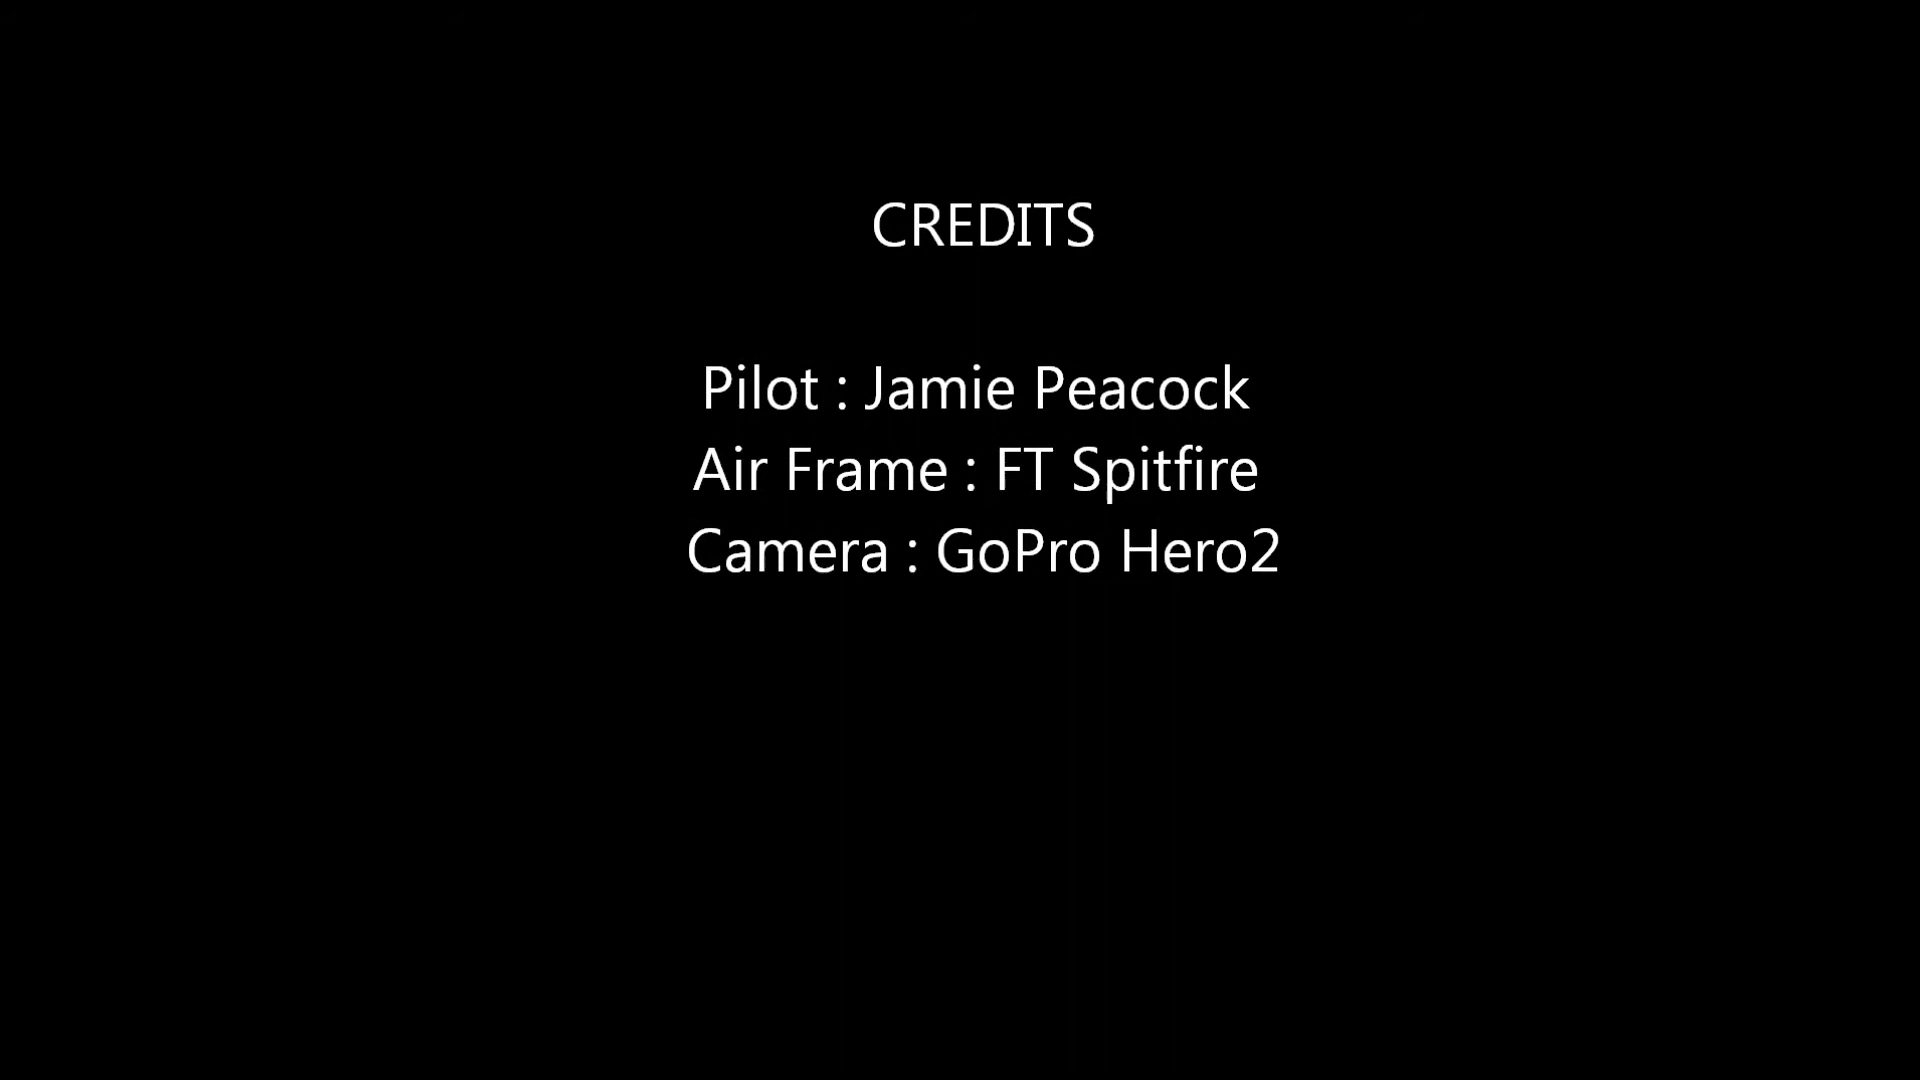 CREDITS
Pilot : Jamie Peacock
Air Frame : FT Spitfire
Camera : GoPro Hero2